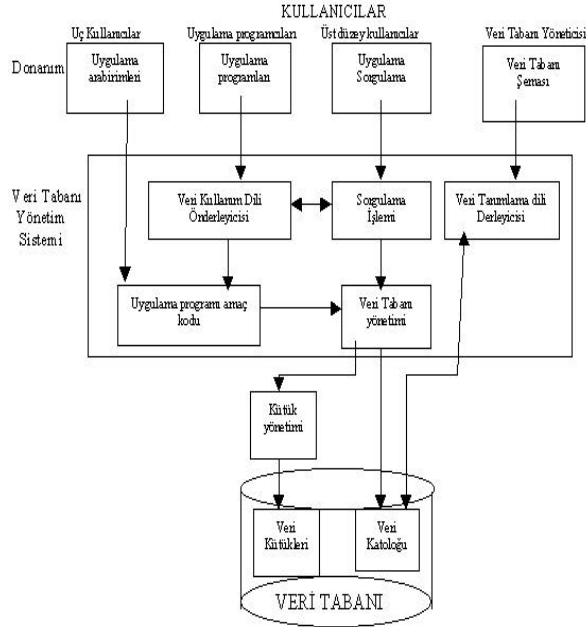 KULLANICILAR
Uç Kullanıcılar
Uygulama programcıları
Üst düzey kullanıcılar
Veri Tabanı Yöneticisi
Donanım
Uygulama
arabirimleri
Uygulama
programları
Uygulama
Sorgulama
Veri Tabanı
Şeması
Veri Tabanı
Yönetim
Sistemi
Veri Kullanım Dili
Önderleyicisi
Sorgulama
İşlemi
Veri Tanımlama dili
Derleyicisi
Uygulama programı amaç
kodu
Veri Tabanı
yönetimi
Kütük
yönetimi
Veri
Kütükleri
Veri
Katoloğu
VERİ TABANI